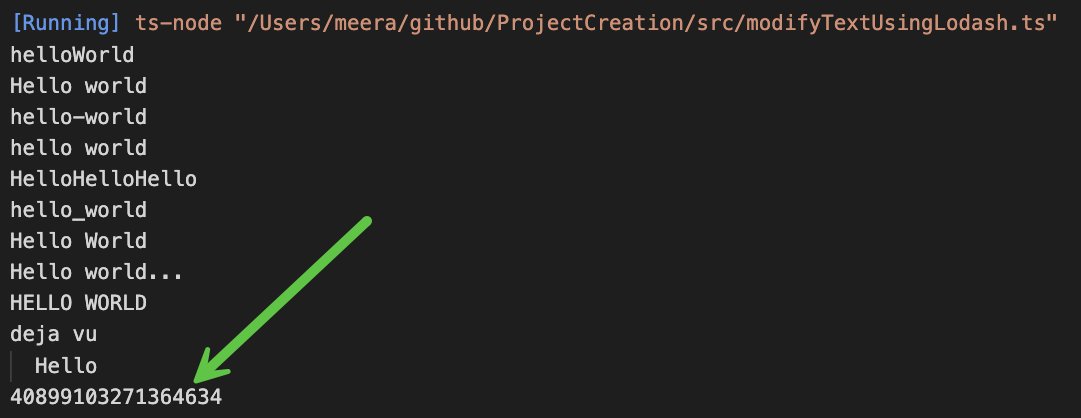 [Running] ts-node "/Users/meera/github/ProjectCreation/src/modifyTextUsingLodash.ts"
helloWorld
Hello world
hello-world
hello world
HelloHelloHello
hello_world
Hello World
Hello world...
HELLO WORLD
deja vu
  Hello
40899103271364634